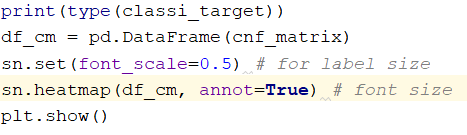 print(type(classi_target))
df_cm = pd.DataFrame(cnf_matrix)
sn.set(font_scale=0.5) # for label size
sn.heatmap(df_cm, annot=True) # font size
plt.show()